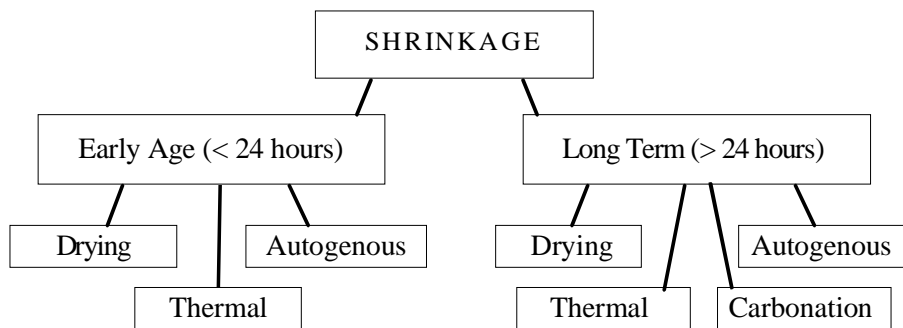 SHRINKAGE
Early Age (< 24 hours)
Long Term (> 24 hours)
Drying
Autogenous
Drying
Autogenous
Thermal
Thermal
Carbonation